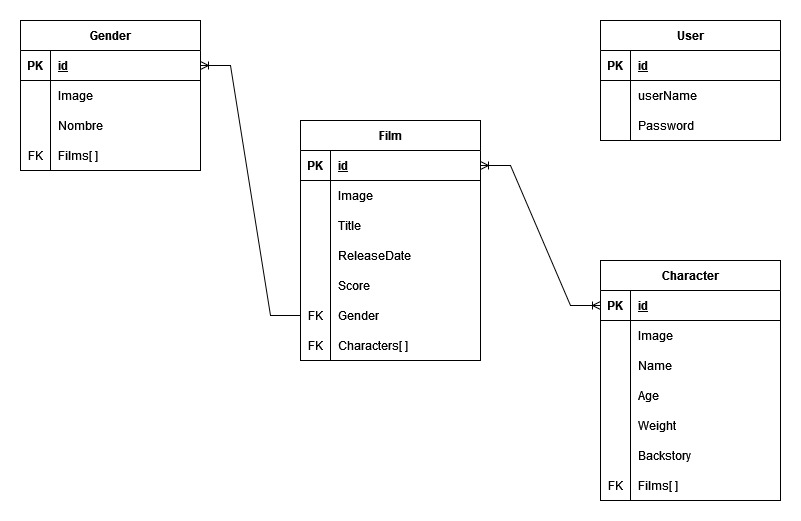 Gender
PK id
Image
Nombre
FK Films[ ]
Film
PK id
Image
Title
ReleaseDate
Score
FK Gender
FK Characters[ ]
User
PK id
userName
Password
Character
PK id
Image
Name
Age
Weight
Backstory
FK Films[ ]